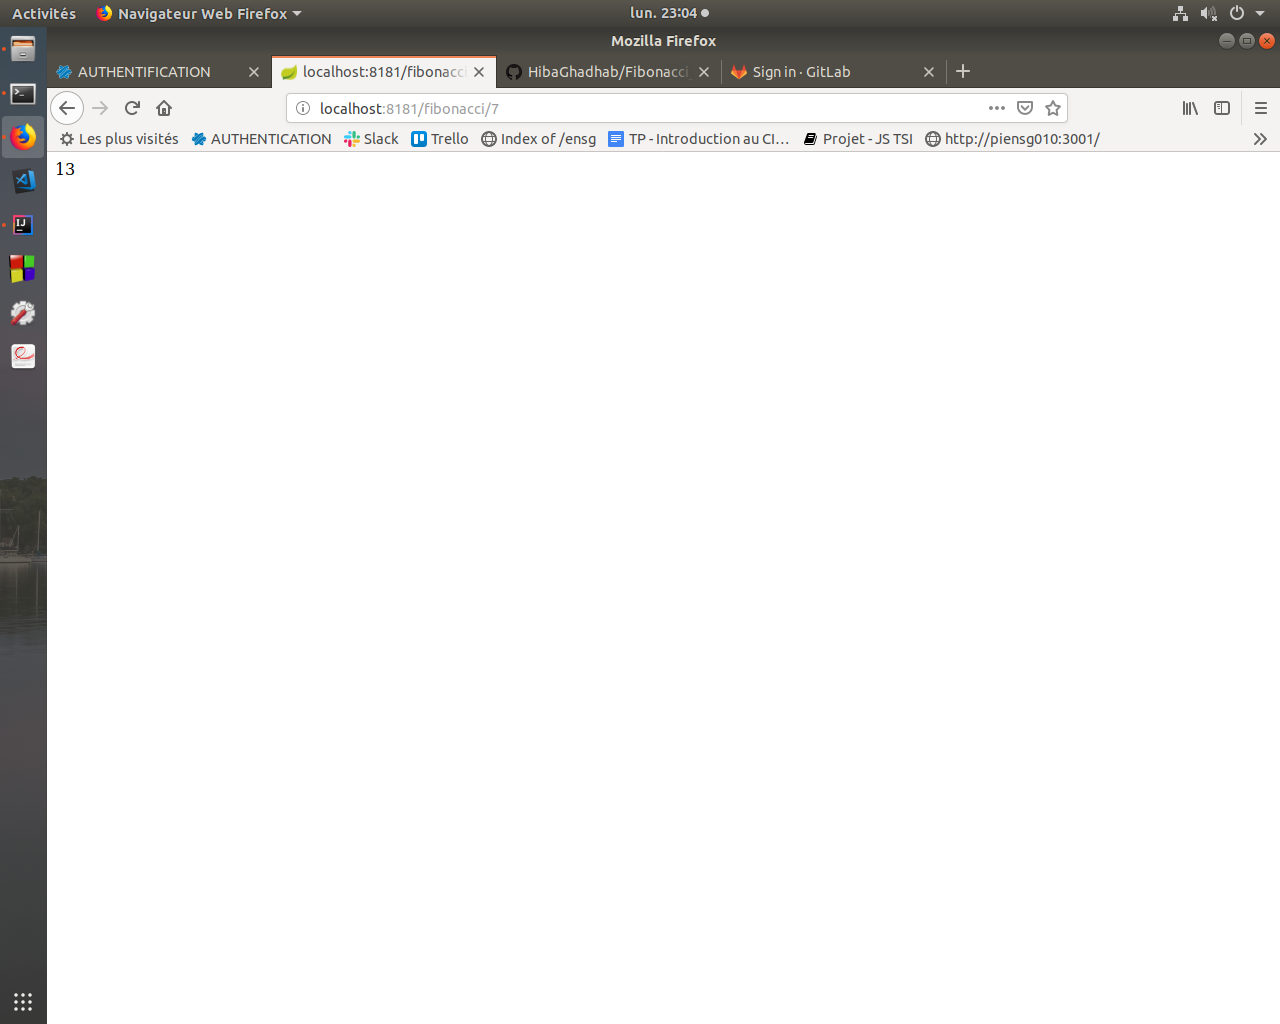 Activités Navigateur Web Firefox lun. 23:04
Mozilla Firefox
AUTHENTIFICATION localhost:8181/fibonacci HibaGhadhab/Fibonacci_ Sign in · GitLab
localhost:8181/fibonacci/7
Les plus visités AUTHENTICATION Slack Trello Index of /ensg TP - Introduction au CI… Projet - JS TSI http://piensg010:3001/
13